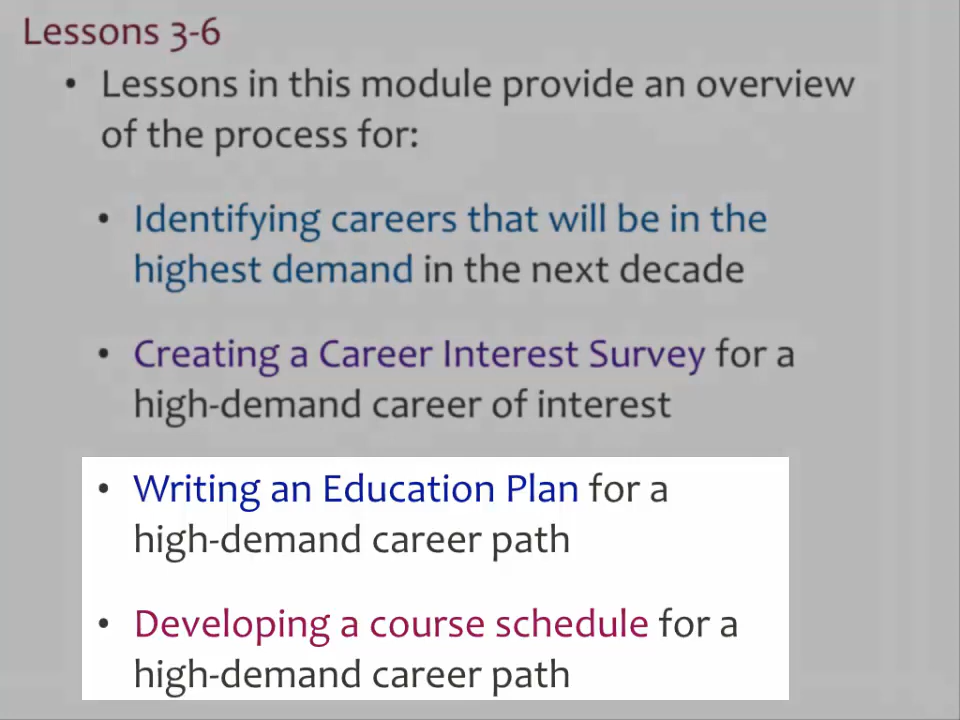 Lessons 3-6
• Lessons in this module provide an overview
of the process for:
• Identifying careers that will be in the
highest demand in the next decade
• Creating a Career Interest Survey for a
high-demand career of interest
• Writing an Education Plan for a
high-demand career path
• Developing a course schedule for a
high-demand career path